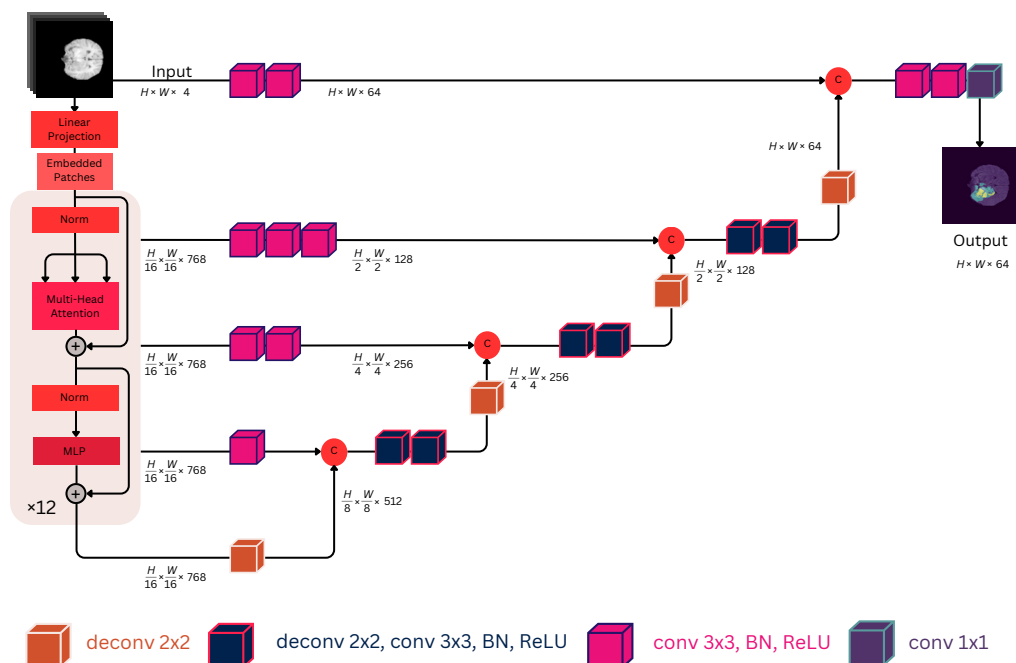 Input
H × W × 4
H × W × 64
C
Linear
Projection
Embedded
Patches
H × W × 64
Norm
H/16 × W/16 × 768
H/2 × W/2 × 128
C
H/2 × W/2 × 128
Output
H × W × 64
Multi-Head
Attention
+
H/16 × W/16 × 768
H/4 × W/4 × 256
C
H/4 × W/4 × 256
Norm
MLP
H/16 × W/16 × 768
C
H/8 × W/8 × 512
+
×12
H/16 × W/16 × 768
deconv 2x2
deconv 2x2, conv 3x3, BN, ReLU
conv 3x3, BN, ReLU
conv 1x1